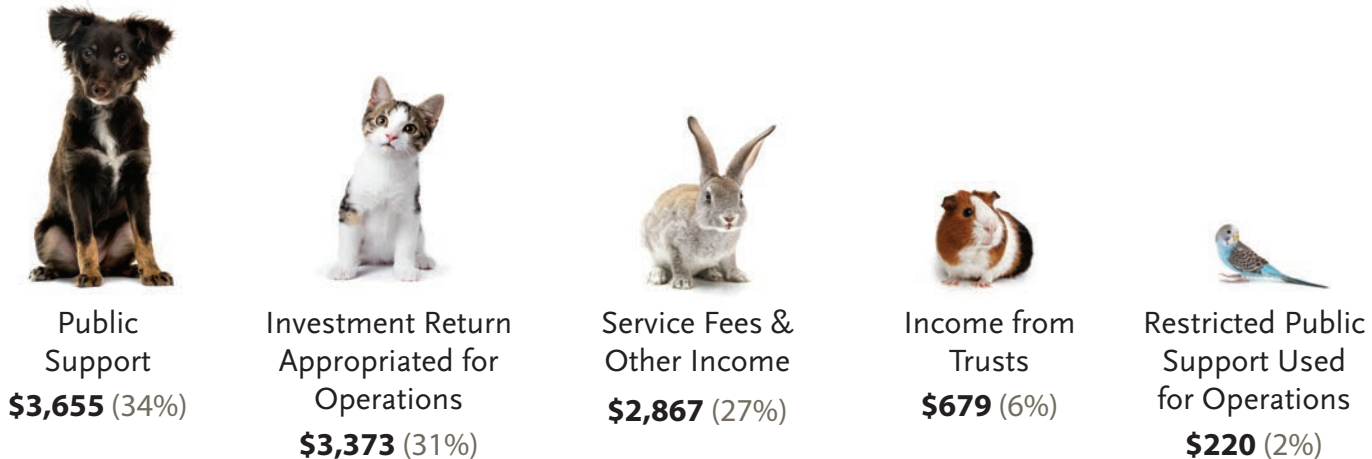 Public
Support
$3,655 (34%)
Investment Return
Appropriated for
Operations
$3,373 (31%)
Service Fees &
Other Income
$2,867 (27%)
Income from
Trusts
$679 (6%)
Restricted Public
Support Used
for Operations
$220 (2%)